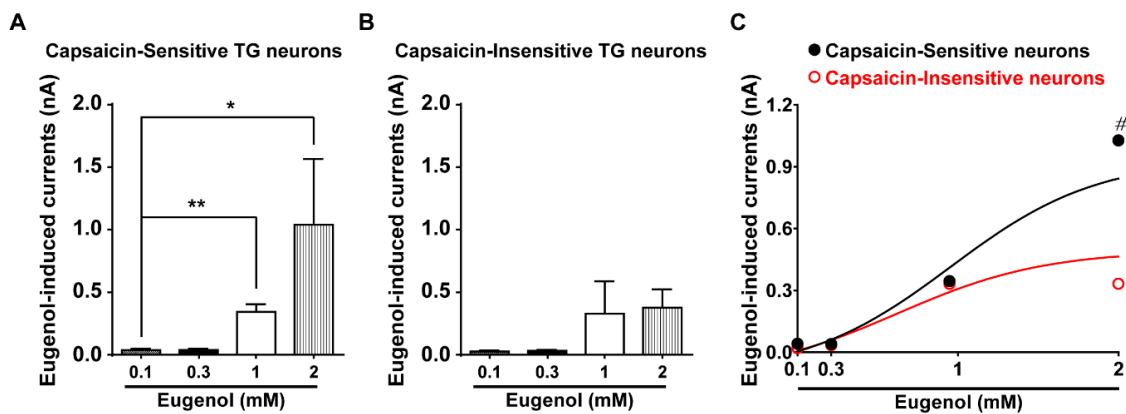 A
Capsaicin-Sensitive TG neurons
Eugenol-induced currents (nA)
2.0
1.5
1.0
0.5
0.0
*
**
0.1 0.3 1 2
Eugenol (mM)
B
Capsaicin-Insensitive TG neurons
Eugenol-induced currents (nA)
2.0
1.5
1.0
0.5
0.0
0.1 0.3 1 2
Eugenol (mM)
C
Capsaicin-Sensitive neurons
Capsaicin-Insensitive neurons
Eugenol-induced currents (nA)
1.2
0.9
0.6
0.3
0.0
#
0.1 0.3 1 2
Eugenol (mM)